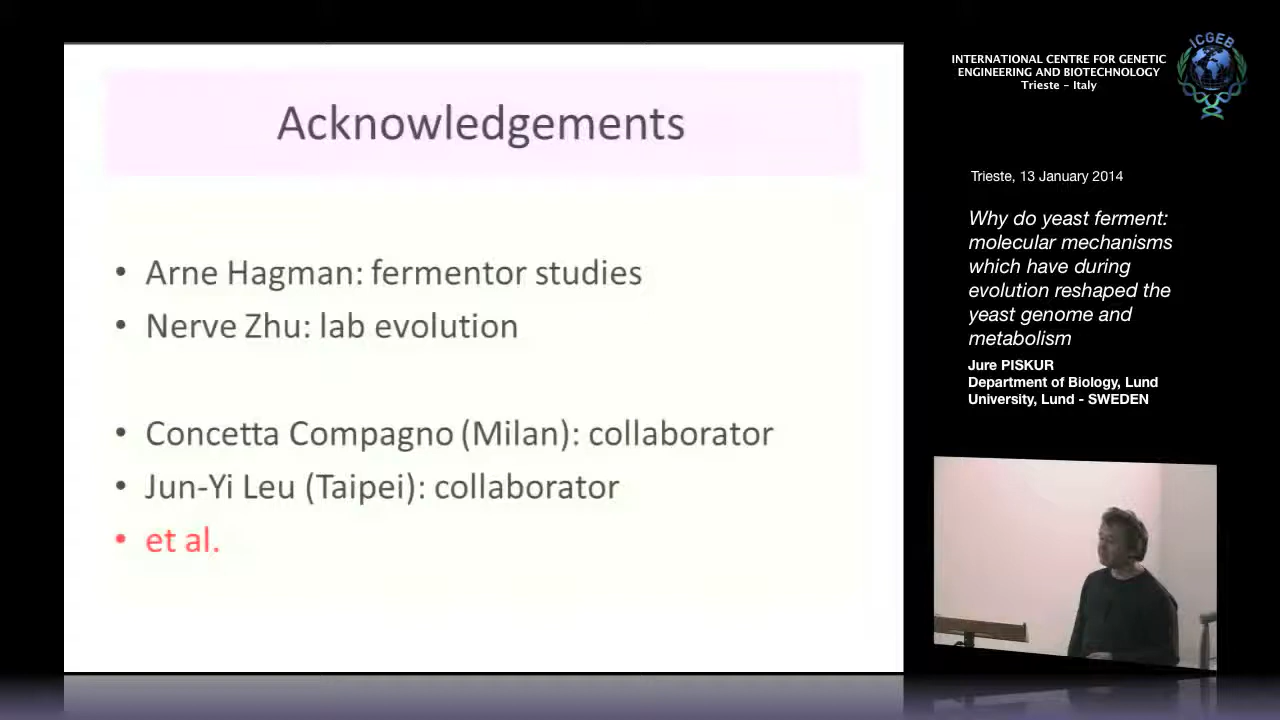 Acknowledgements
• Arne Hagman: fermentor studies
• Nerve Zhu: lab evolution
• Concetta Compagno (Milan): collaborator
• Jun-Yi Leu (Taipei): collaborator
• et al.
INTERNATIONAL CENTRE FOR GENETIC
ENGINEERING AND BIOTECHNOLOGY
Trieste – Italy
ICGEB
Trieste, 13 January 2014
Why do yeast ferment:
molecular mechanisms
which have during
evolution reshaped the
yeast genome and
metabolism
Jure PISKUR
Department of Biology, Lund
University, Lund - SWEDEN